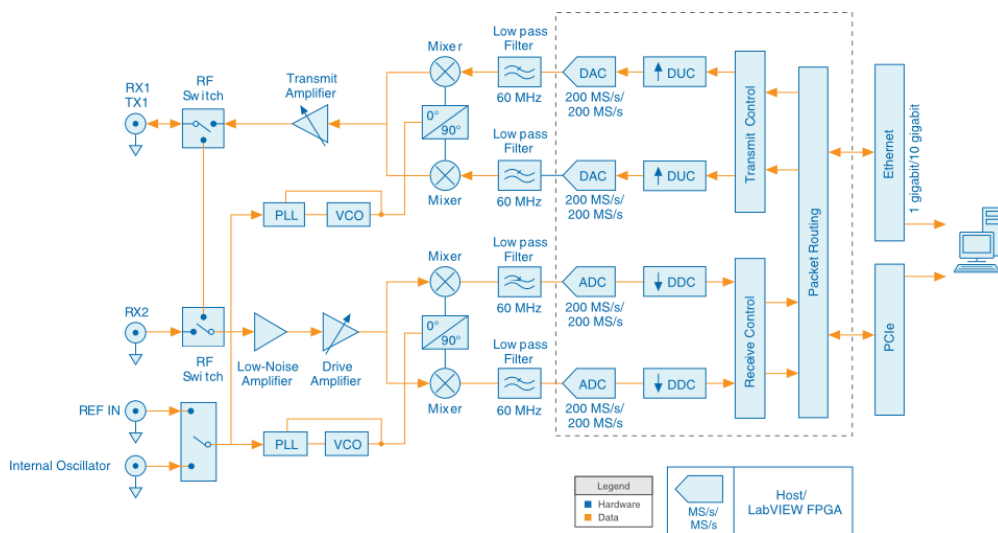 RX1
TX1
RF
Switch
Transmit
Amplifier
Mixer
0°
90°
Mixer
Low pass
Filter
60 MHz
Low pass
Filter
60 MHz
DAC
200 MS/s/
200 MS/s
DUC
DAC
200 MS/s/
200 MS/s
DUC
Transmit Control
Packet Routing
Ethernet
1 gigabit/10 gigabit
PLL
VCO
RX2
RF
Switch
Low-Noise
Amplifier
Drive
Amplifier
Mixer
0°
90°
Mixer
Low pass
Filter
60 MHz
Low pass
Filter
60 MHz
ADC
200 MS/s/
200 MS/s
DDC
ADC
200 MS/s/
200 MS/s
DDC
Receive Control
PCIe
REF IN
Internal Oscillator
PLL
VCO
Legend
Hardware
Data
MS/s/
MS/s
Host/
LabVIEW FPGA